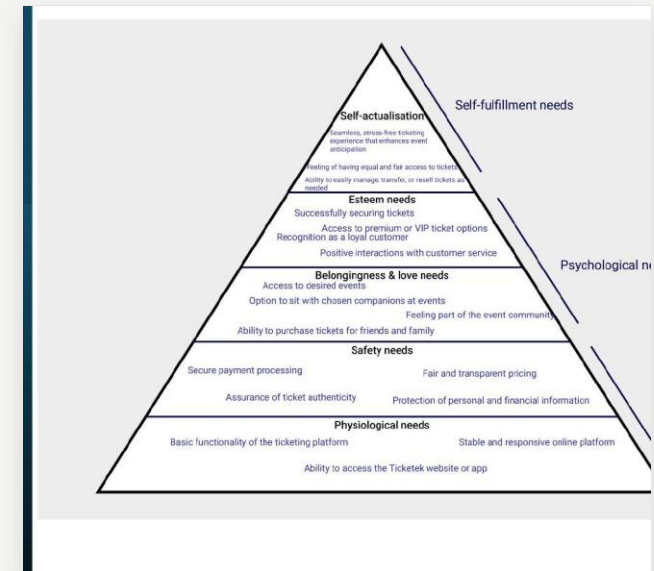 Self-fulfillment needs
Self-actualisation
Seamless, stress-free ticketing
experience that enhances event
anticipation
Feeling of having equal and fair access to tickets
Ability to easily manage, transfer, or resell tickets as
needed
Esteem needs
Successfully securing tickets
Access to premium or VIP ticket options
Recognition as a loyal customer
Positive interactions with customer service
Psychological ne
Belongingness & love needs
Access to desired events
Option to sit with chosen companions at events
Feeling part of the event community
Ability to purchase tickets for friends and family
Safety needs
Secure payment processing
Fair and transparent pricing
Assurance of ticket authenticity
Protection of personal and financial information
Physiological needs
Basic functionality of the ticketing platform
Stable and responsive online platform
Ability to access the Ticketek website or app